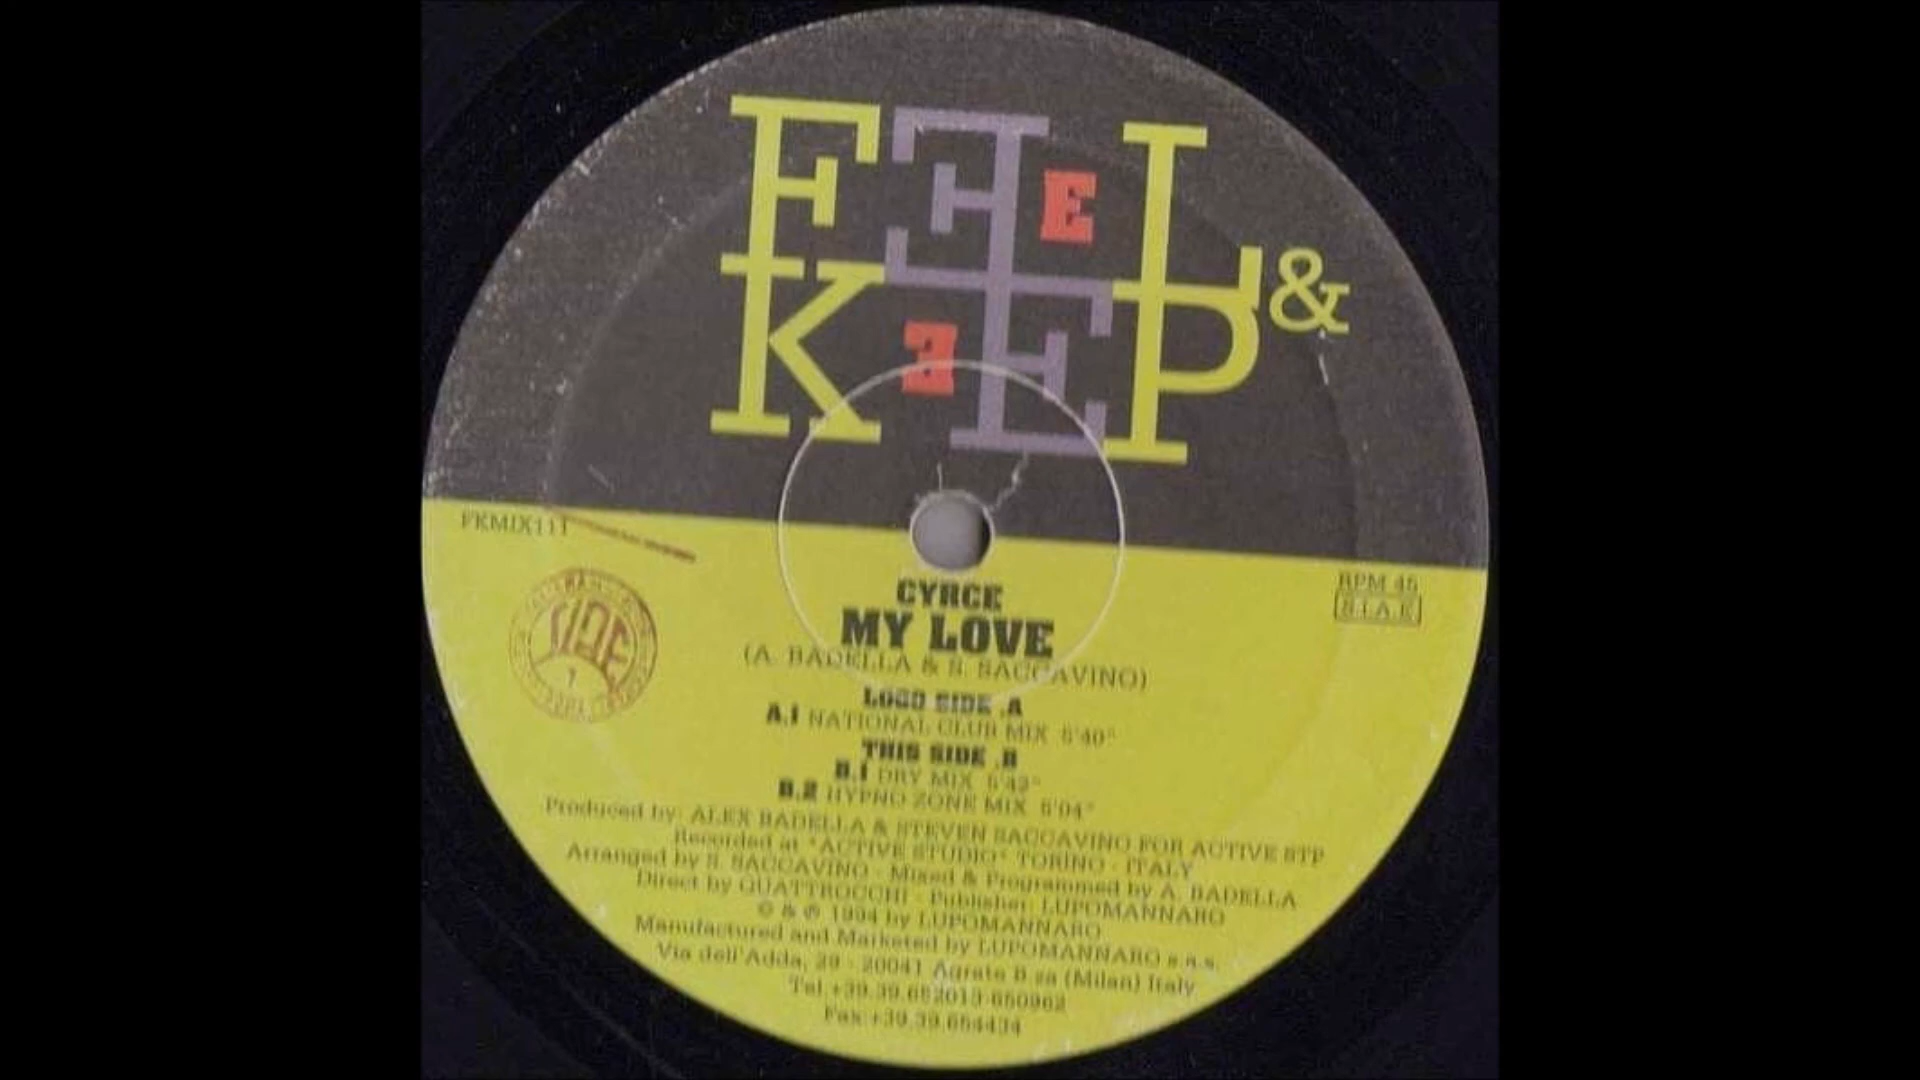 FEEL &
KEEP
FKMIX111
RPM 45
S.I.A.E
SIAE
CYRCE
MY LOVE
(A. BADELLA & S. SACCAVINO)
LOGO SIDE .A
A.1 NATIONAL CLUB MIX 5'40"
THIS SIDE .B
B.1 DRY MIX 5'42"
B.2 HYPNO ZONE MIX 5'04"
Produced by: ALEX BADELLA & STEVEN SACCAVINO FOR ACTIVE STP
Recorded at "ACTIVE STUDIO" TORINO - ITALY
Arranged by S. SACCAVINO - Mixed & Programmed by A. BADELLA
Direct by QUATTROCCHI - Publisher: LUPOMANNARO
© & ℗ 1994 by LUPOMANNARO
Manufactured and Marketed by LUPOMANNARO s.a.s.
Via dell'Adda, 29 - 20041 Agrate B.za (Milan) Italy
Tel.+39.39.652013-650962
Fax +39.39.654434